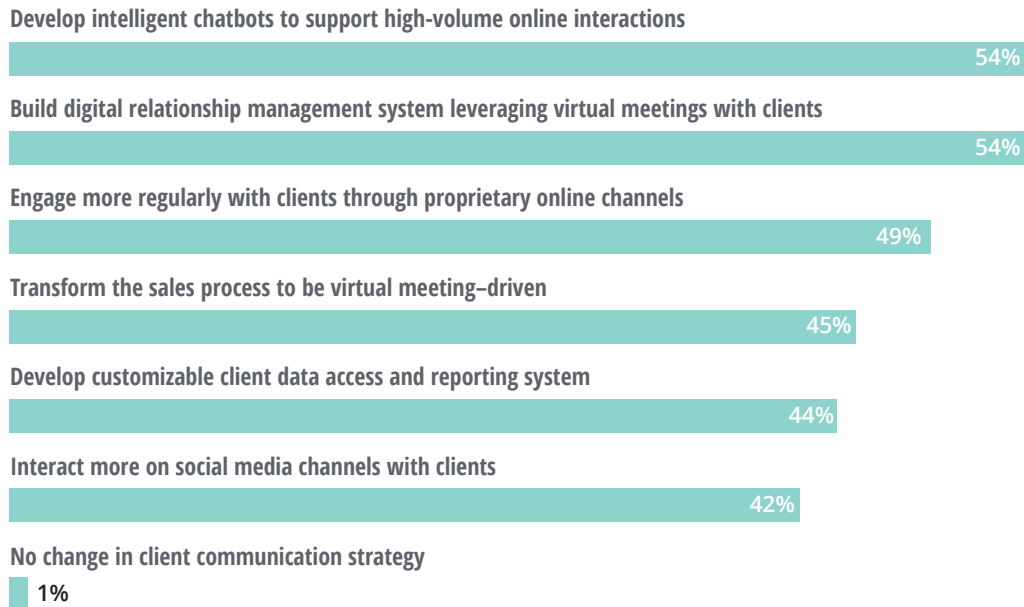 Develop intelligent chatbots to support high-volume online interactions
54%
Build digital relationship management system leveraging virtual meetings with clients
54%
Engage more regularly with clients through proprietary online channels
49%
Transform the sales process to be virtual meeting–driven
45%
Develop customizable client data access and reporting system
44%
Interact more on social media channels with clients
42%
No change in client communication strategy
1%